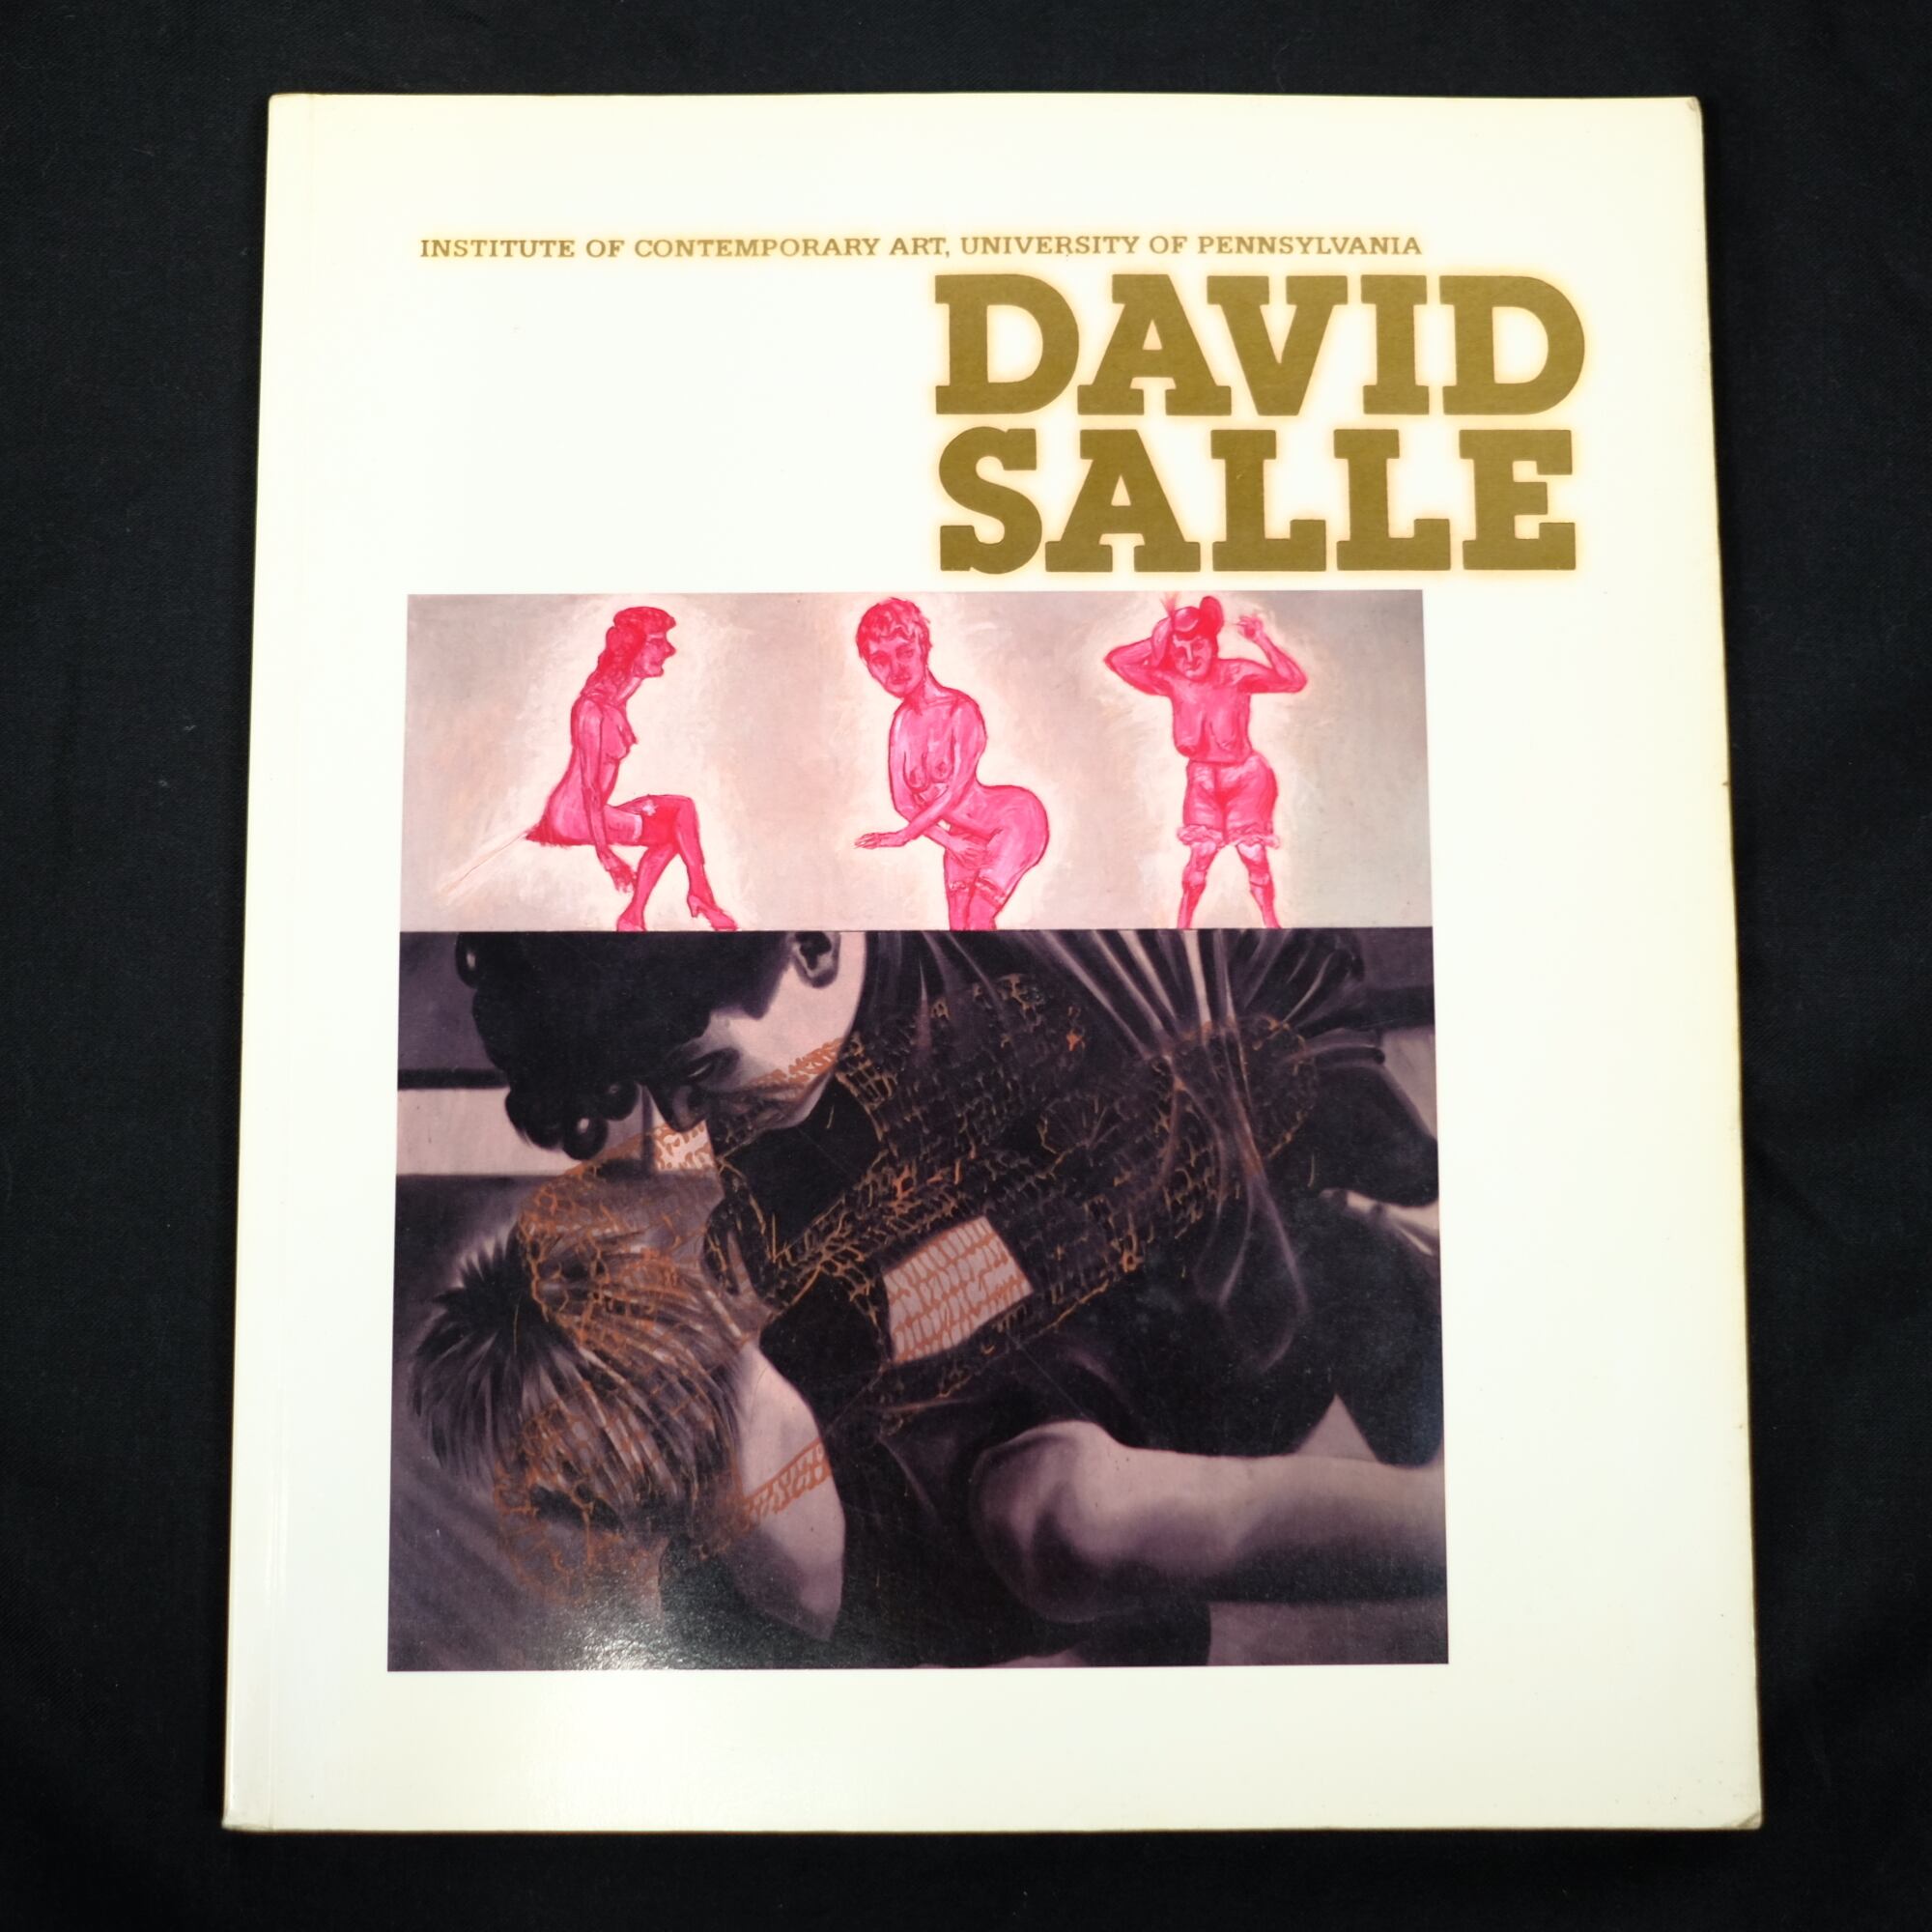 INSTITUTE OF CONTEMPORARY ART, UNIVERSITY OF PENNSYLVANIA
DAVID
SALLE